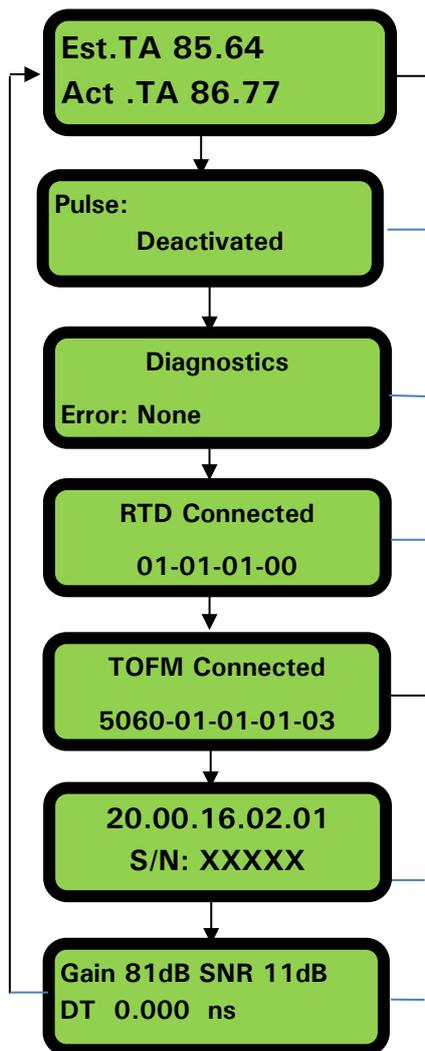 Est.TA 85.64
Act .TA 86.77
Pulse:
Deactivated
Diagnostics
Error: None
RTD Connected
01-01-01-00
TOFM Connected
5060-01-01-01-03
20.00.16.02.01
S/N: XXXXX
Gain 81dB SNR 11dB
DT 0.000 ns